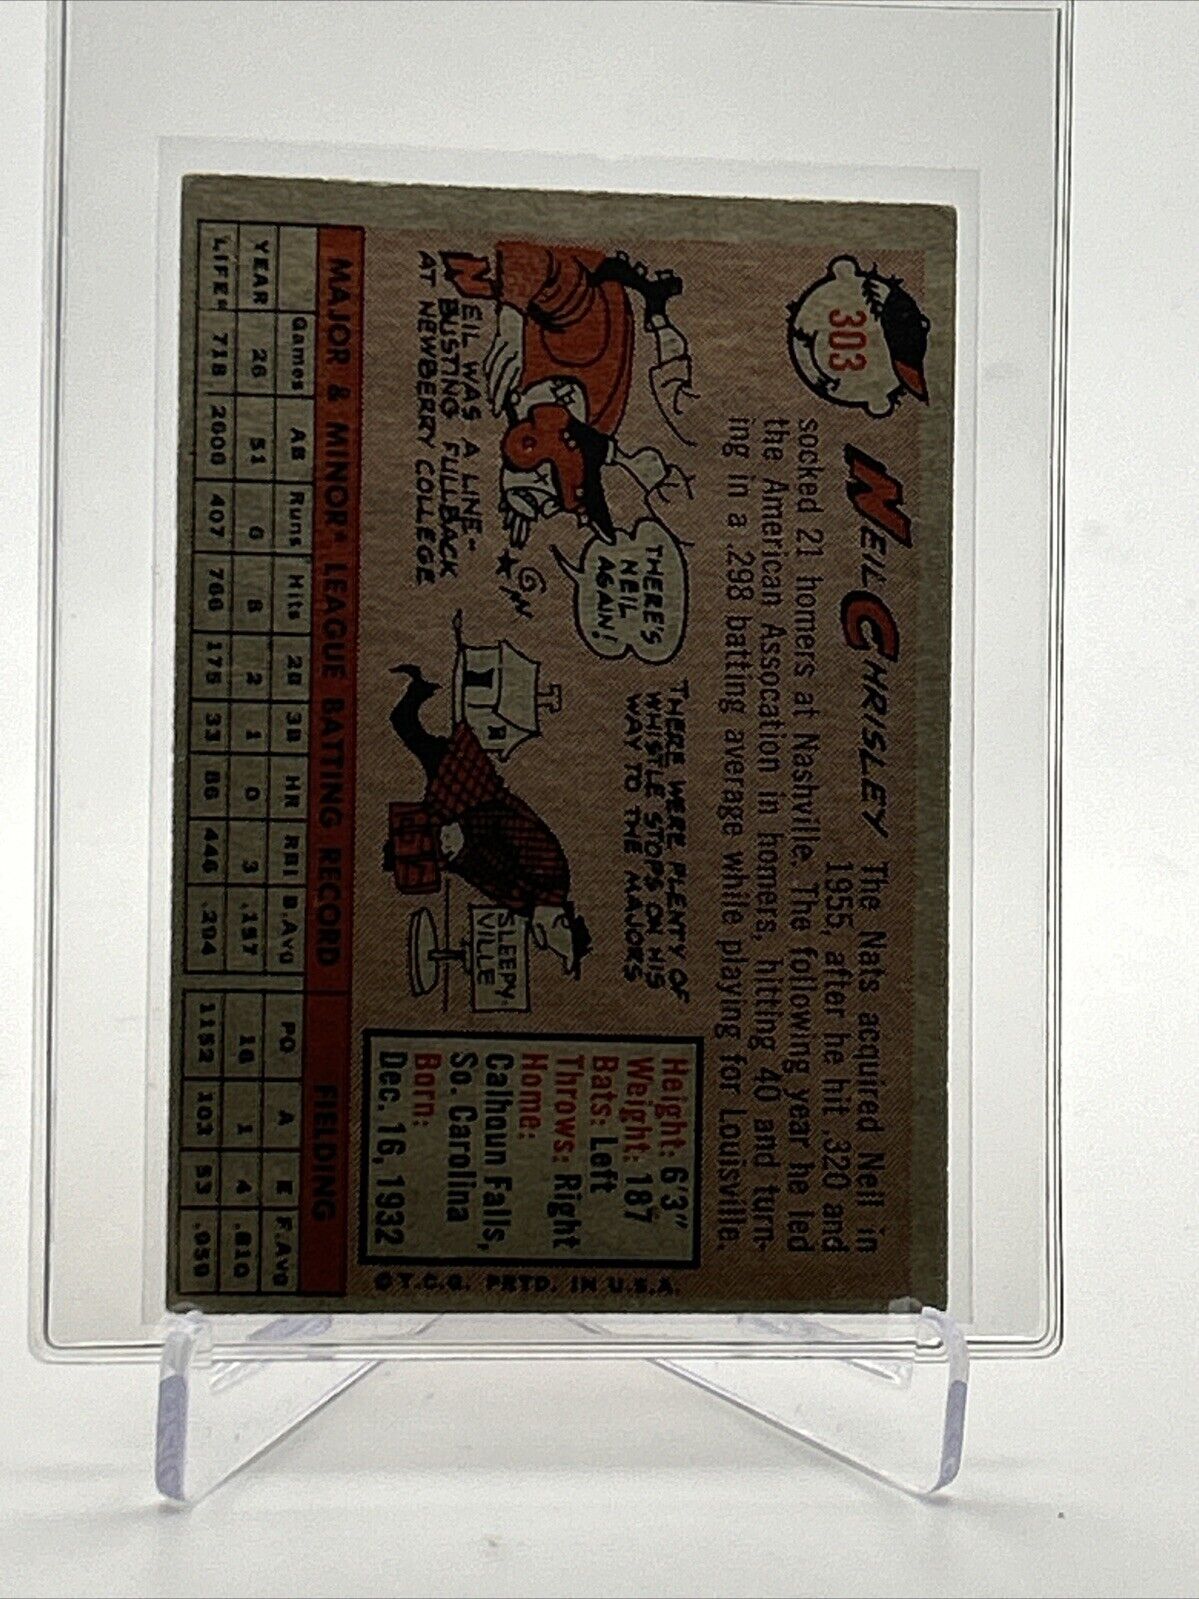 303
NEIL CHRISLEY The Nats acquired Neil in
1955, after he hit .320 and
socked 21 homers at Nashville. The following year he led
the American Assocation in homers, hitting 40 and turn-
ing in a .298 batting average while playing for Louisville.
THERE'S
NEIL
AGAIN!
NEIL WAS A LINE-
BUSTING FULLBACK
AT NEWBERRY COLLEGE
THERE WERE PLENTY OF
WHISTLE STOPS ON HIS
WAY TO THE MAJORS
SLEEPY-
VILLE
Height: 6'3"
Weight: 187
Bats: Left
Throws: Right
Home:
Calhoun Falls,
So. Carolina
Born:
Dec. 16, 1932
© T.C.G. PRTD. IN U.S.A.
MAJOR & MINOR LEAGUE BATTING RECORD FIELDING
Games AB Runs Hits 2B 3B HR RBI B.Avg PO A E F.Avg
YEAR 26 51 6 8 2 1 0 3 .157 16 1 4 .810
LIFE 718 2608 407 766 175 33 86 446 .294 1152 103 53 .959